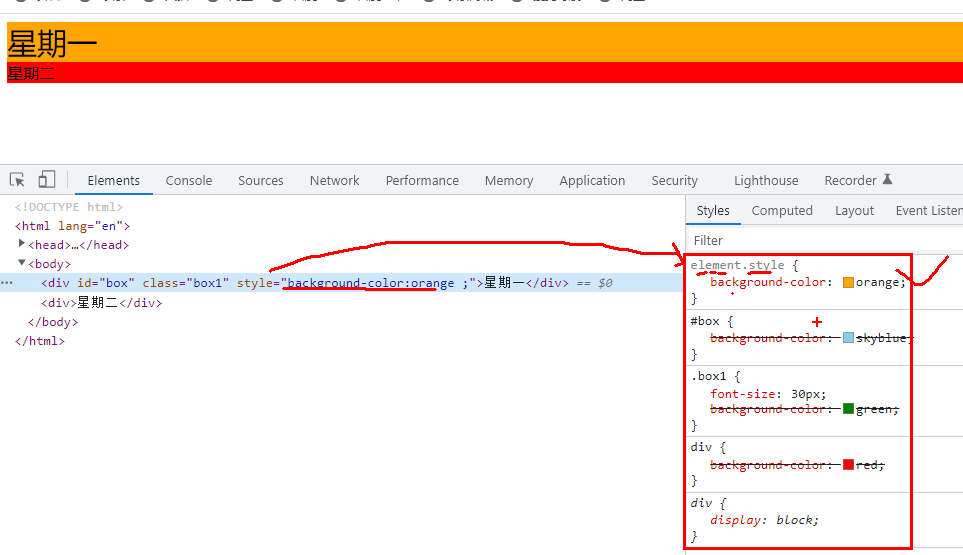 星期一
星期二
Elements Console Sources Network Performance Memory Application Security Lighthouse Recorder
<!DOCTYPE html>
<html lang="en">
<head>…</head>
<body>
<div id="box" class="box1" style="background-color:orange ;">星期一</div> == $0
<div>星期二</div>
</body>
</html>
Styles Computed Layout Event Listen
Filter
element.style {
background-color: orange;
}
#box {
background-color: skyblue;
}
.box1 {
font-size: 30px;
background-color: green;
}
div {
background-color: red;
}
div {
display: block;
}